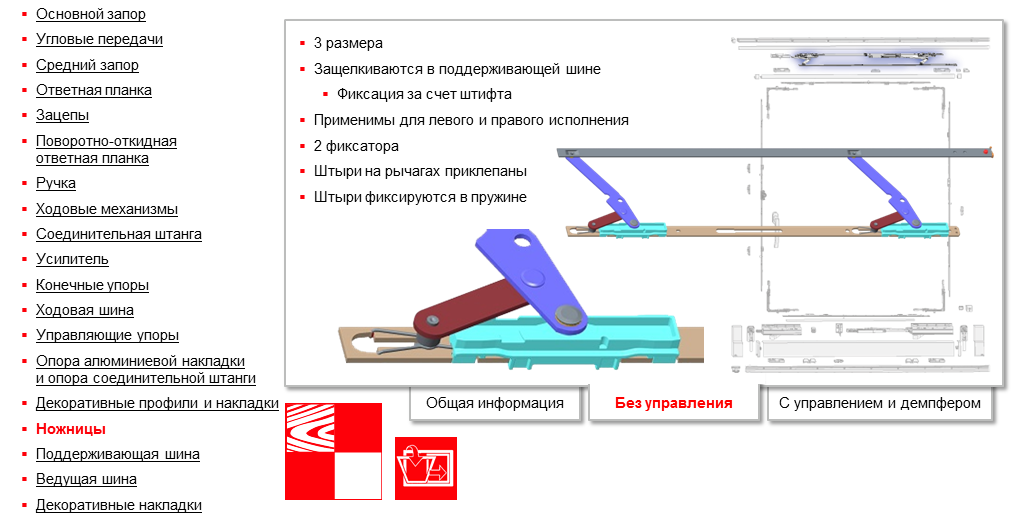 Основной запор
Угловые передачи
Средний запор
Ответная планка
Зацепы
Поворотно-откидная
ответная планка
Ручка
Ходовые механизмы
Соединительная штанга
Усилитель
Конечные упоры
Ходовая шина
Управляющие упоры
Опора алюминиевой накладки
и опора соединительной штанги
Декоративные профили и накладки
Ножницы
Поддерживающая шина
Ведущая шина
Декоративные накладки
3 размера
Защелкиваются в поддерживающей шине
Фиксация за счет штифта
Применимы для левого и правого исполнения
2 фиксатора
Штыри на рычагах приклепаны
Штыри фиксируются в пружине
Общая информация
Без управления
С управлением и демпфером